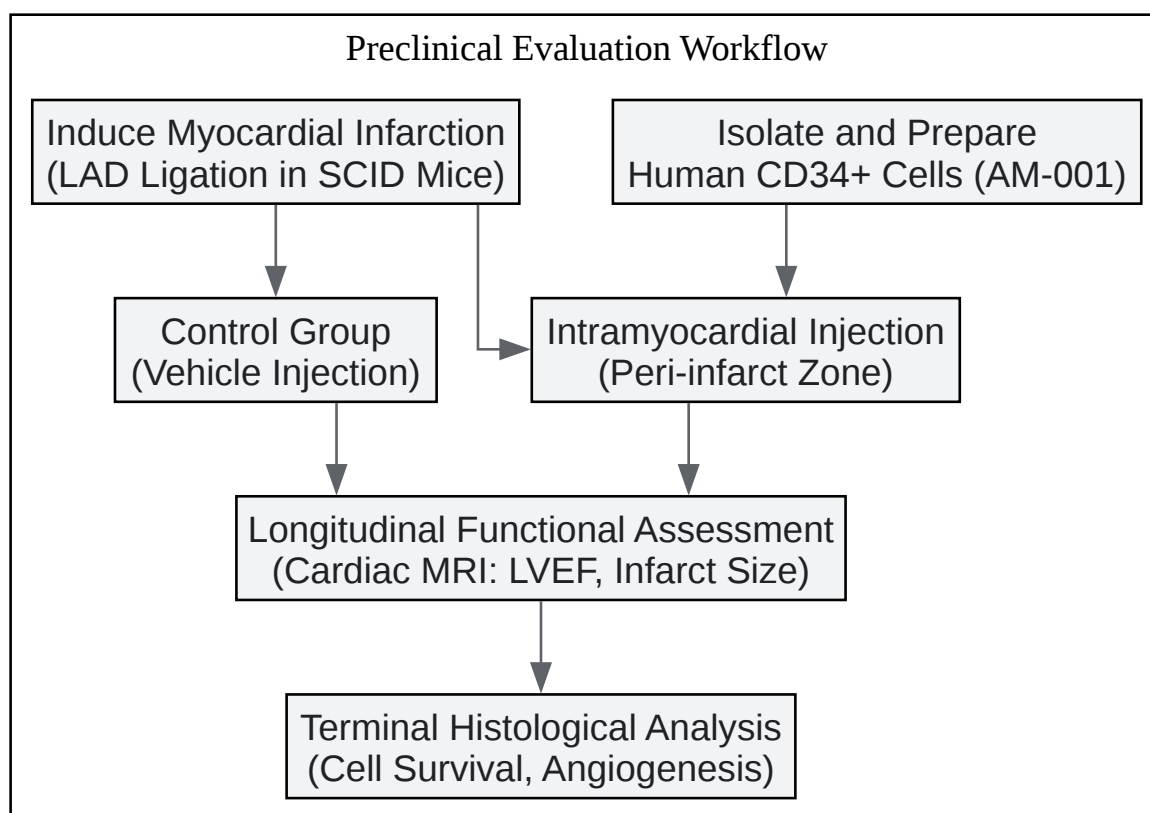 Preclinical Evaluation Workflow
Induce Myocardial Infarction
(LAD Ligation in SCID Mice)
Isolate and Prepare
Human CD34+ Cells (AM-001)
Control Group
(Vehicle Injection)
Intramyocardial Injection
(Peri-infarct Zone)
Longitudinal Functional Assessment
(Cardiac MRI: LVEF, Infarct Size)
Terminal Histological Analysis
(Cell Survival, Angiogenesis)